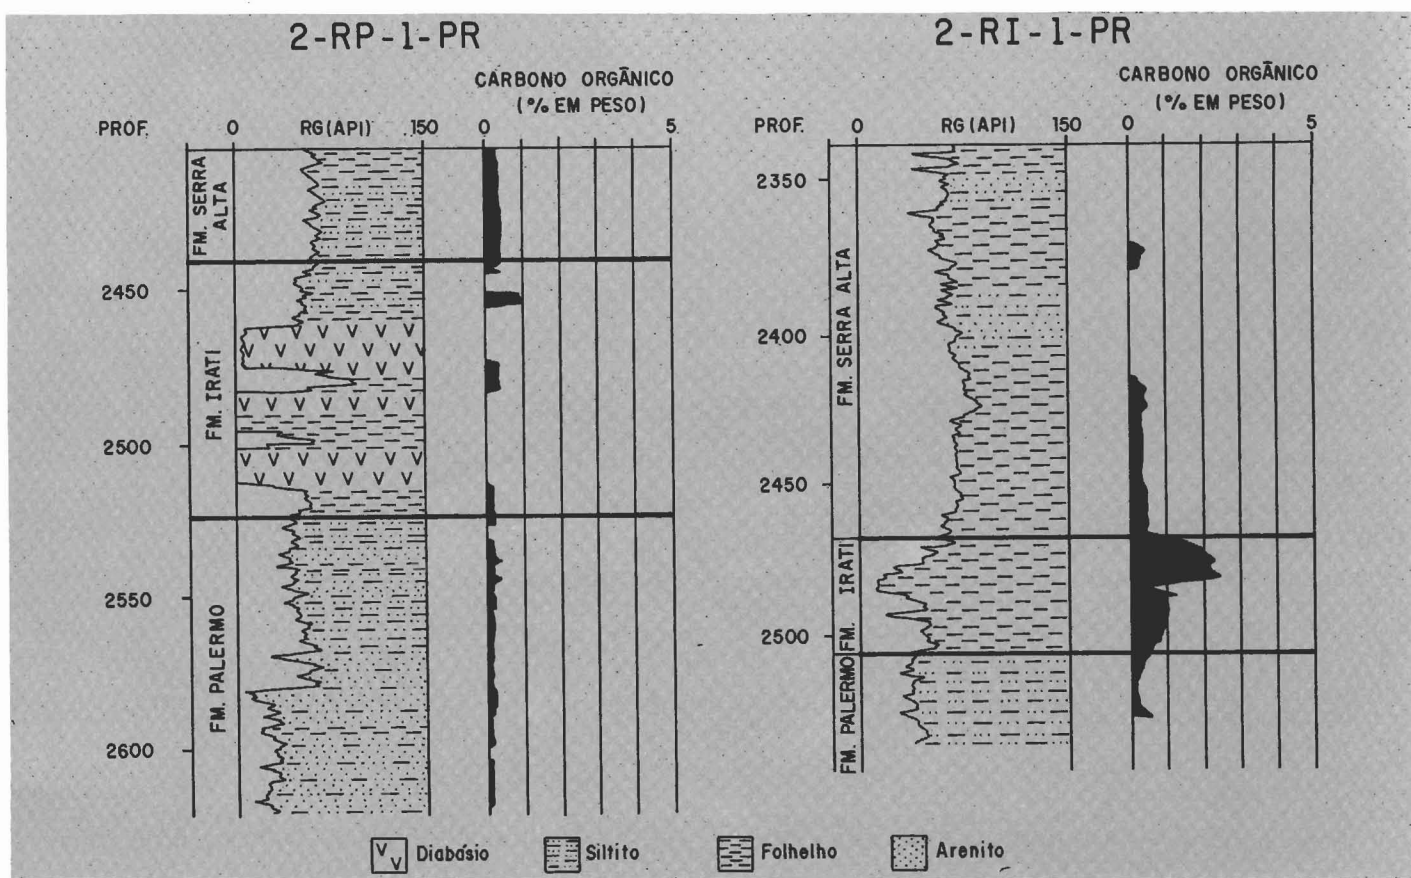 2-RP-1-PR
CARBONO ORGÂNICO
(% EM PESO)
PROF. 0 RG(API) 150 0 5
FM. SERRA
ALTA
2450
FM. IRATI
2500
2550
FM. PALERMO
2600
2-RI-1-PR
CARBONO ORGÂNICO
(% EM PESO)
PROF. 0 RG(API) 150 0 5
2350
FM. SERRA ALTA
2400
2450
FM. IRATI
2500
FM. PALERMO
Diabásio Siltito Folhelho Arenito